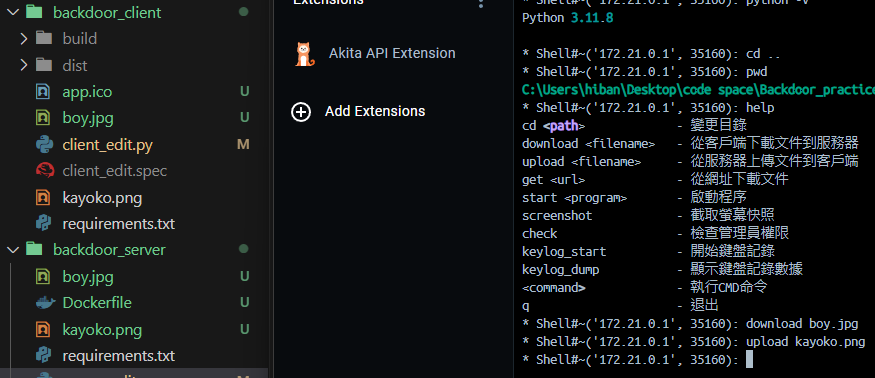 backdoor_client
build
dist
app.ico U
boy.jpg U
client_edit.py M
client_edit.spec
kayoko.png
requirements.txt
backdoor_server
boy.jpg U
Dockerfile U
kayoko.png U
requirements.txt
Extensions
Akita API Extension
Add Extensions
Python 3.11.8
* Shell#~('172.21.0.1', 35160): cd ..
* Shell#~('172.21.0.1', 35160): pwd
C:\Users\hiban\Desktop\code space\Backdoor_practice
* Shell#~('172.21.0.1', 35160): help
cd <path> - 變更目錄
download <filename> - 從客戶端下載文件到服務器
upload <filename> - 從服務器上傳文件到客戶端
get <url> - 從網址下載文件
start <program> - 啟動程序
screenshot - 截取螢幕快照
check - 檢查管理員權限
keylog_start - 開始鍵盤記錄
keylog_dump - 顯示鍵盤記錄數據
<command> - 執行CMD命令
q - 退出
* Shell#~('172.21.0.1', 35160): download boy.jpg
* Shell#~('172.21.0.1', 35160): upload kayoko.png
* Shell#~('172.21.0.1', 35160):